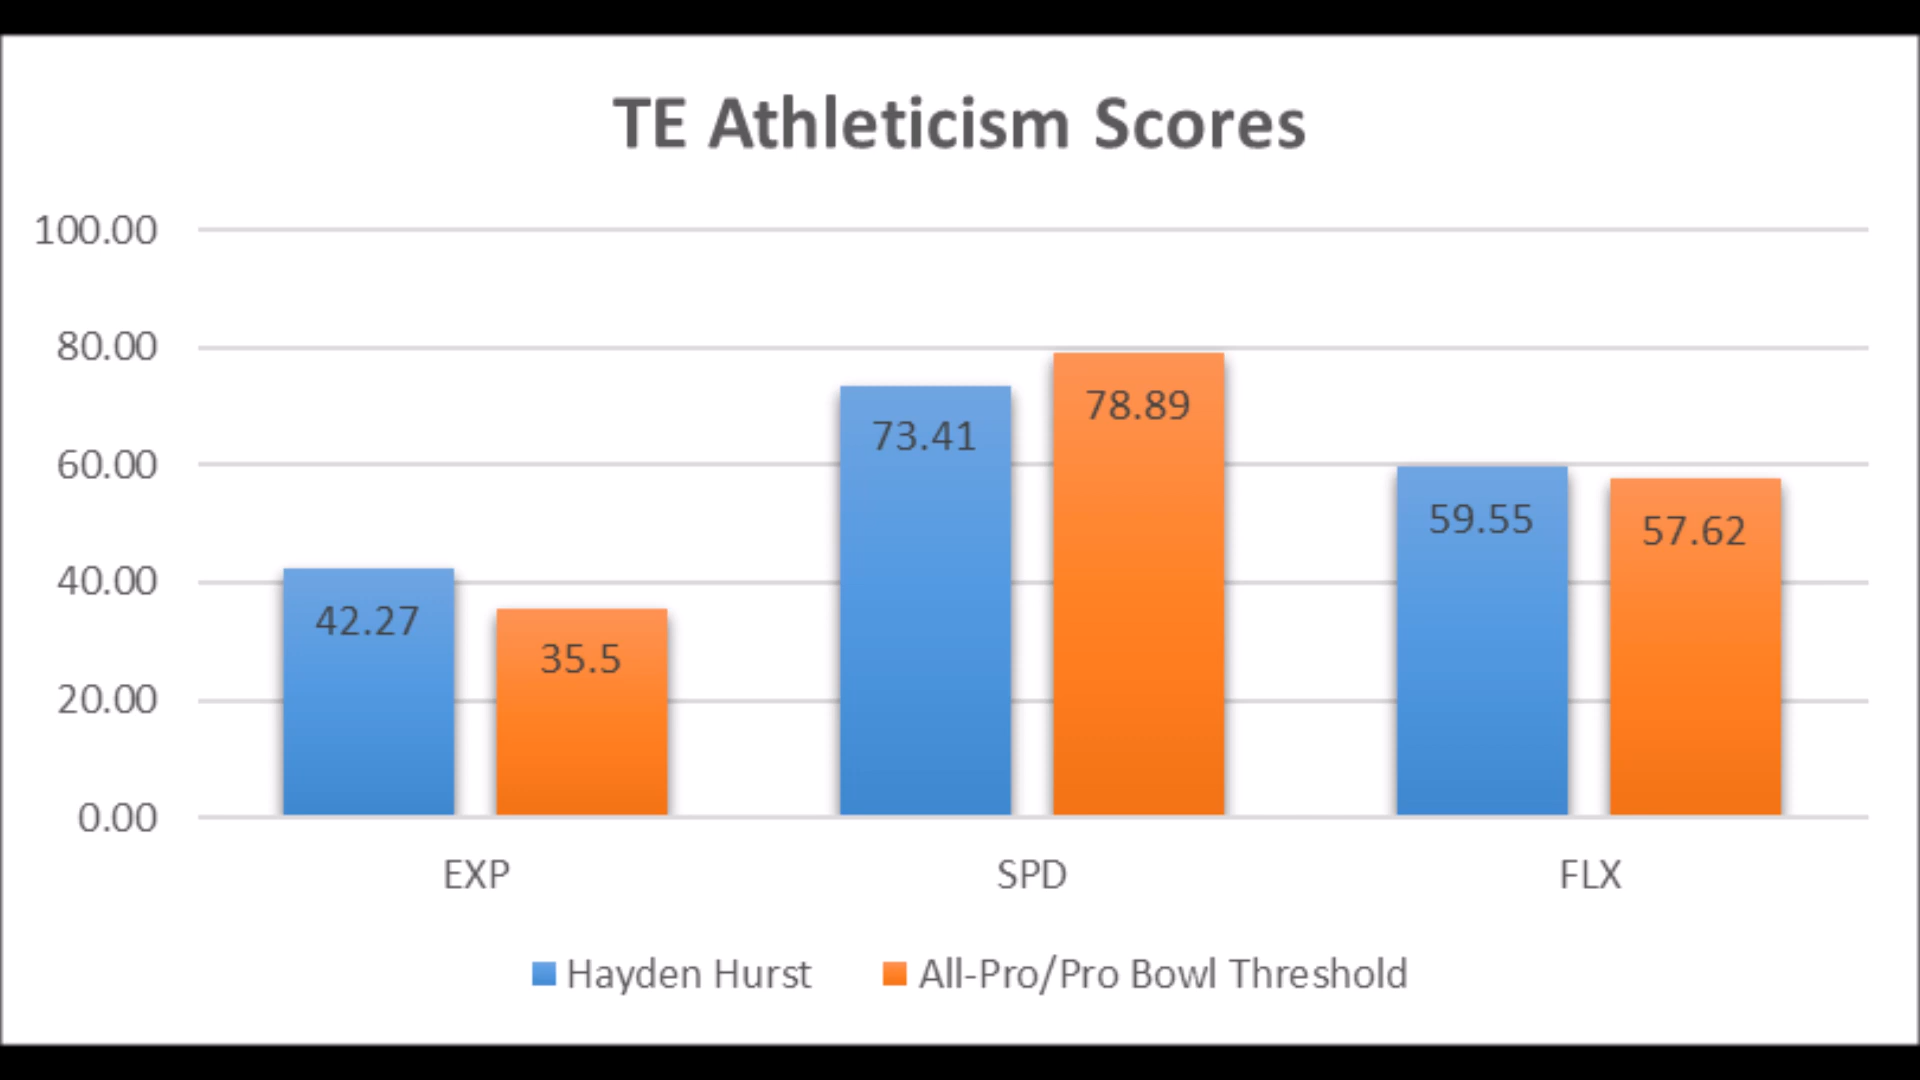 TE Athleticism Scores
100.00
80.00
60.00
40.00
20.00
0.00
42.27
35.5
73.41
78.89
59.55
57.62
EXP
SPD
FLX
Hayden Hurst
All-Pro/Pro Bowl Threshold